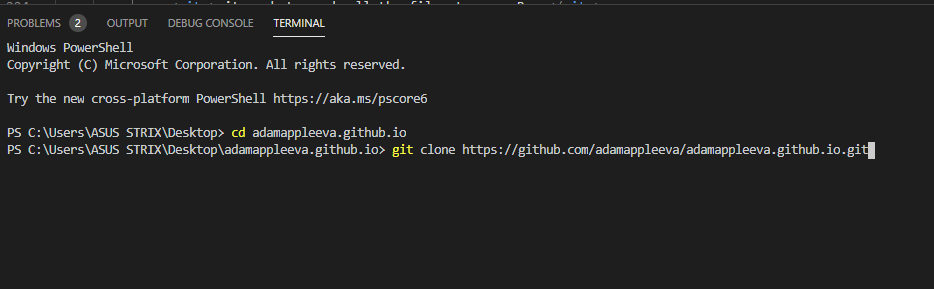 PROBLEMS 2 OUTPUT DEBUG CONSOLE TERMINAL
Windows PowerShell
Copyright (C) Microsoft Corporation. All rights reserved.
Try the new cross-platform PowerShell https://aka.ms/pscore6
PS C:\Users\ASUS STRIX\Desktop> cd adamappleeva.github.io
PS C:\Users\ASUS STRIX\Desktop\adamappleeva.github.io> git clone https://github.com/adamappleeva/adamappleeva.github.io.git